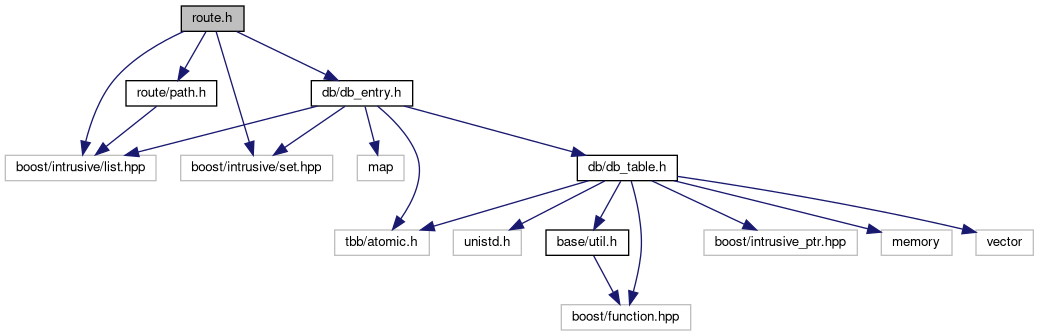 route.h
route/path.h
db/db_entry.h
boost/intrusive/list.hpp
boost/intrusive/set.hpp
map
db/db_table.h
tbb/atomic.h
unistd.h
base/util.h
boost/intrusive_ptr.hpp
memory
vector
boost/function.hpp